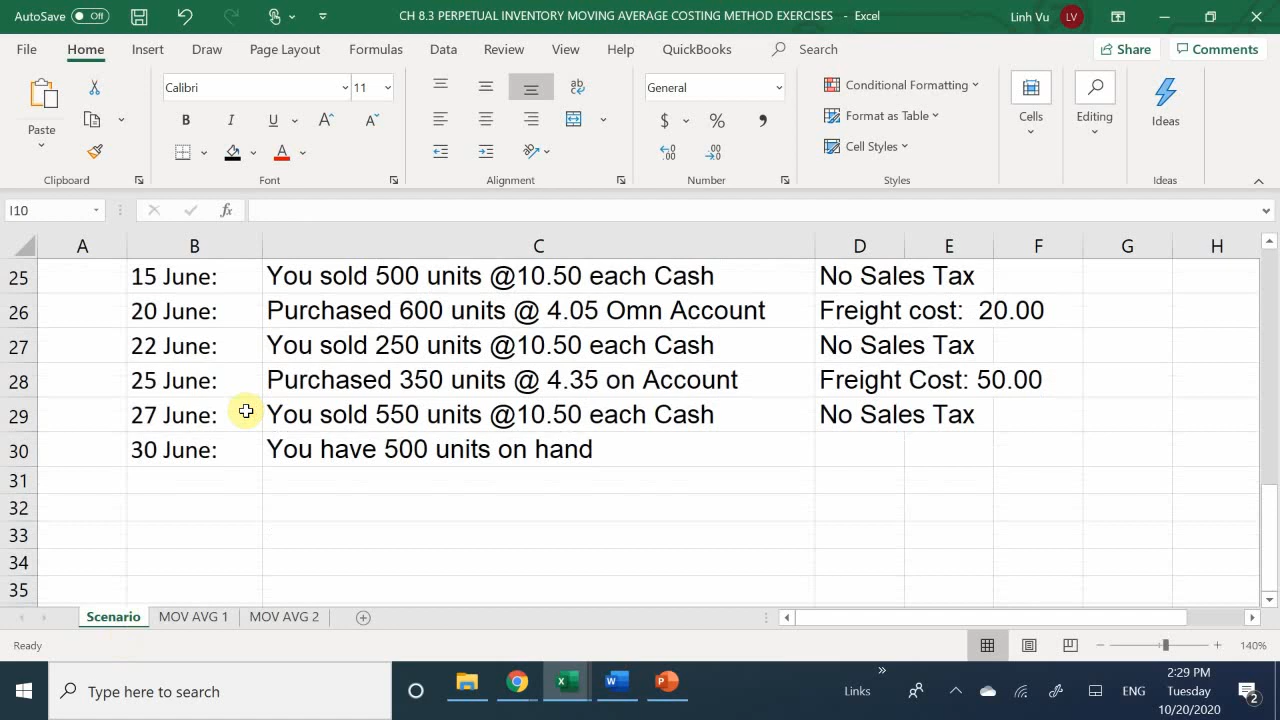 AutoSave Off CH 8.3 PERPETUAL INVENTORY MOVING AVERAGE COSTING METHOD EXERCISES - Excel Linh Vu LV
File Home Insert Draw Page Layout Formulas Data Review View Help QuickBooks Search Share Comments
Calibri 11 General Conditional Formatting
Paste B I U A A $ % , Format as Table Cells Editing Ideas
A ab Cell Styles
Clipboard Font Alignment Number Styles Ideas
I10 fx
A B C D E F G H
25 15 June: You sold 500 units @10.50 each Cash No Sales Tax
26 20 June: Purchased 600 units @ 4.05 Omn Account Freight cost: 20.00
27 22 June: You sold 250 units @10.50 each Cash No Sales Tax
28 25 June: Purchased 350 units @ 4.35 on Account Freight Cost: 50.00
29 27 June: You sold 550 units @10.50 each Cash No Sales Tax
30 30 June: You have 500 units on hand
31
32
33
34
35
Scenario MOV AVG 1 MOV AVG 2
Ready 140%
Type here to search Links ENG 2:29 PM
Tuesday
10/20/2020 2